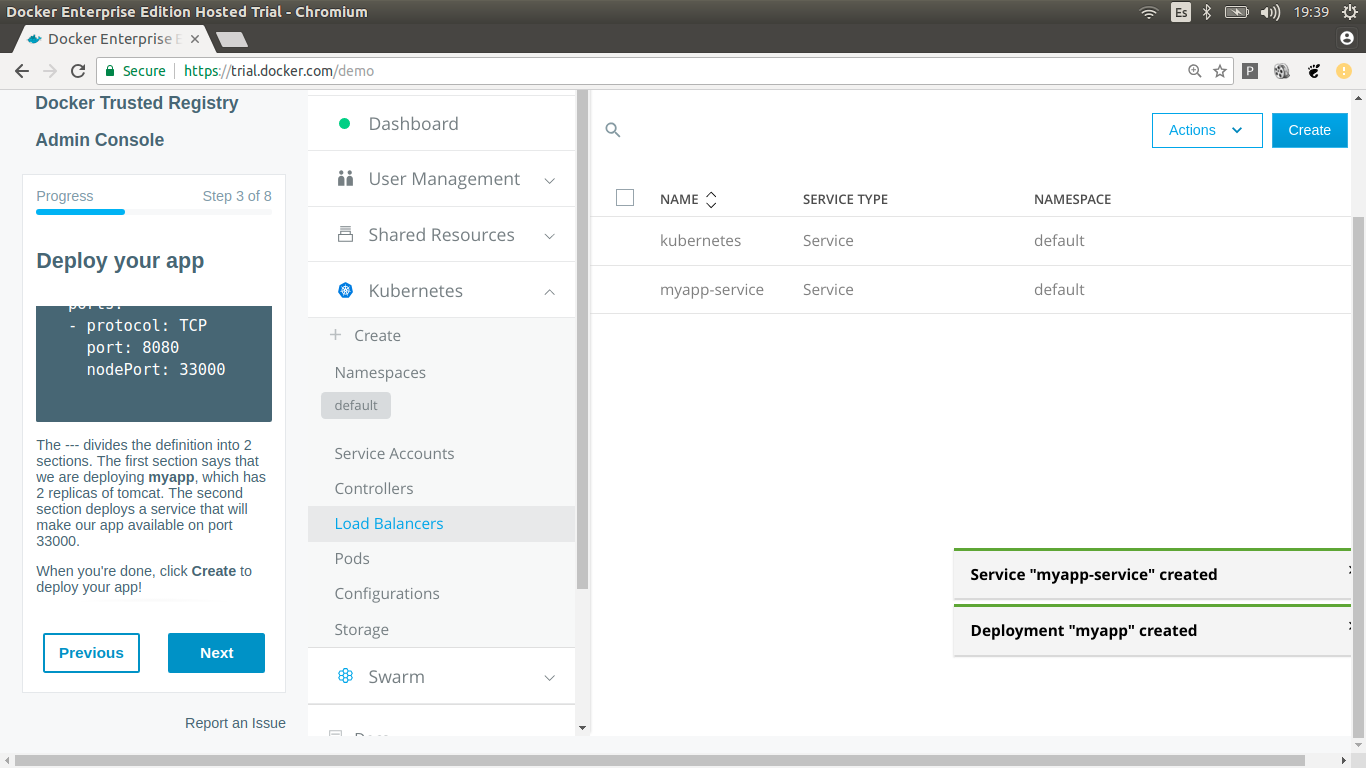 Docker Enterprise Edition Hosted Trial - Chromium
Es
19:39
Docker Enterprise E
Secure
https://trial.docker.com/demo
P
Docker Trusted Registry
Admin Console
Progress
Step 3 of 8
Deploy your app
ports:
- protocol: TCP
port: 8080
nodePort: 33000
The --- divides the definition into 2
sections. The first section says that
we are deploying myapp, which has
2 replicas of tomcat. The second
section deploys a service that will
make our app available on port
33000.
When you're done, click Create to
deploy your app!
Previous
Next
Report an Issue
Dashboard
User Management
Shared Resources
Kubernetes
+ Create
Namespaces
default
Service Accounts
Controllers
Load Balancers
Pods
Configurations
Storage
Swarm
Actions
Create
NAME
SERVICE TYPE
NAMESPACE
kubernetes
Service
default
myapp-service
Service
default
Service "myapp-service" created
Deployment "myapp" created